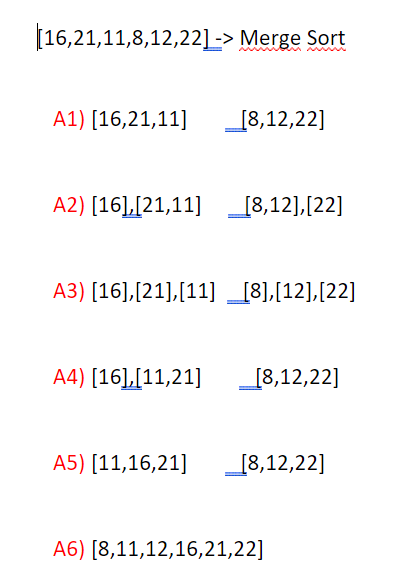 [16,21,11,8,12,22] -> Merge Sort
A1) [16,21,11] [8,12,22]
A2) [16],[21,11] [8,12],[22]
A3) [16],[21],[11] [8],[12],[22]
A4) [16],[11,21] [8,12,22]
A5) [11,16,21] [8,12,22]
A6) [8,11,12,16,21,22]